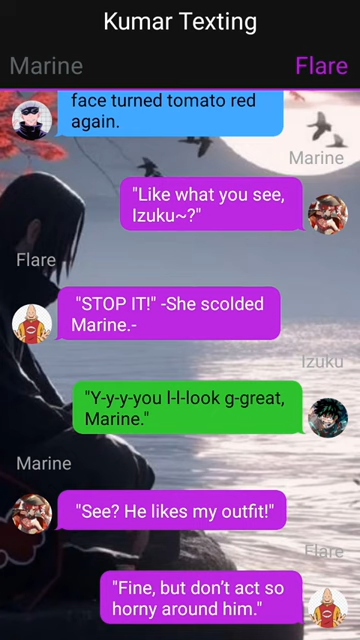 Kumar Texting
Marine
Flare
face turned tomato red
again.
Marine
"Like what you see,
Izuku~?"
Flare
"STOP IT!" -She scolded
Marine.-
Izuku
"Y-y-y-you l-l-look g-great,
Marine."
Marine
"See? He likes my outfit!"
Flare
"Fine, but don't act so
horny around him."